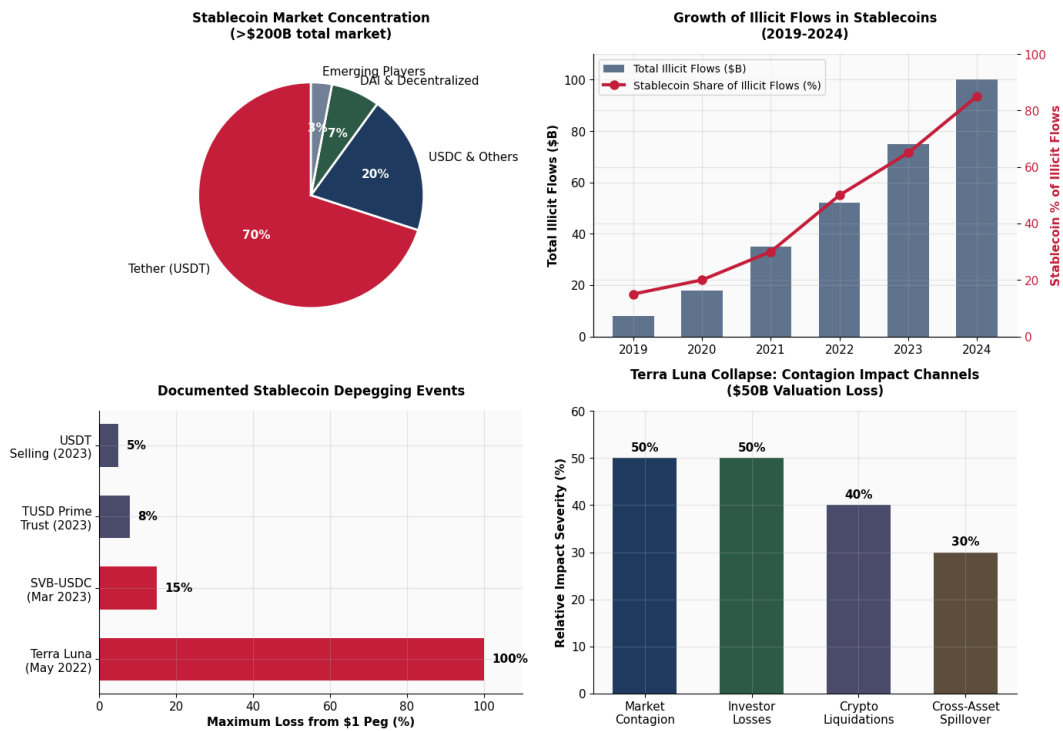 Stablecoin Market Concentration
(>$200B total market)
Emerging Players
DAI & Decentralized
3%
7%
USDC & Others
20%
70%
Tether (USDT)
Growth of Illicit Flows in Stablecoins
(2019-2024)
Total Illicit Flows ($B)
Stablecoin Share of Illicit Flows (%)
Total Illicit Flows ($B)
100
80
60
40
20
0
100
80
60
40
20
0
Stablecoin % of Illicit Flows
2019 2020 2021 2022 2023 2024
Documented Stablecoin Depegging Events
USDT
Selling (2023)
5%
TUSD Prime
Trust (2023)
8%
SVB-USDC
(Mar 2023)
15%
Terra Luna
(May 2022)
100%
0 20 40 60 80 100
Maximum Loss from $1 Peg (%)
Terra Luna Collapse: Contagion Impact Channels
($50B Valuation Loss)
Relative Impact Severity (%)
60
50
40
30
20
10
0
50% 50% 40% 30%
Market
Contagion
Investor
Losses
Crypto
Liquidations
Cross-Asset
Spillover